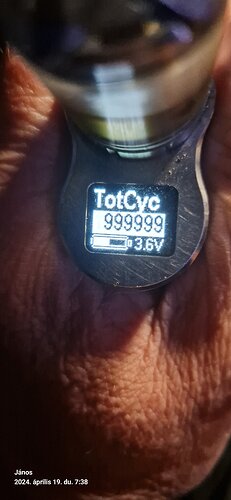 TotCyc
999999
3.6V
János
2024. április 19. du. 7:38